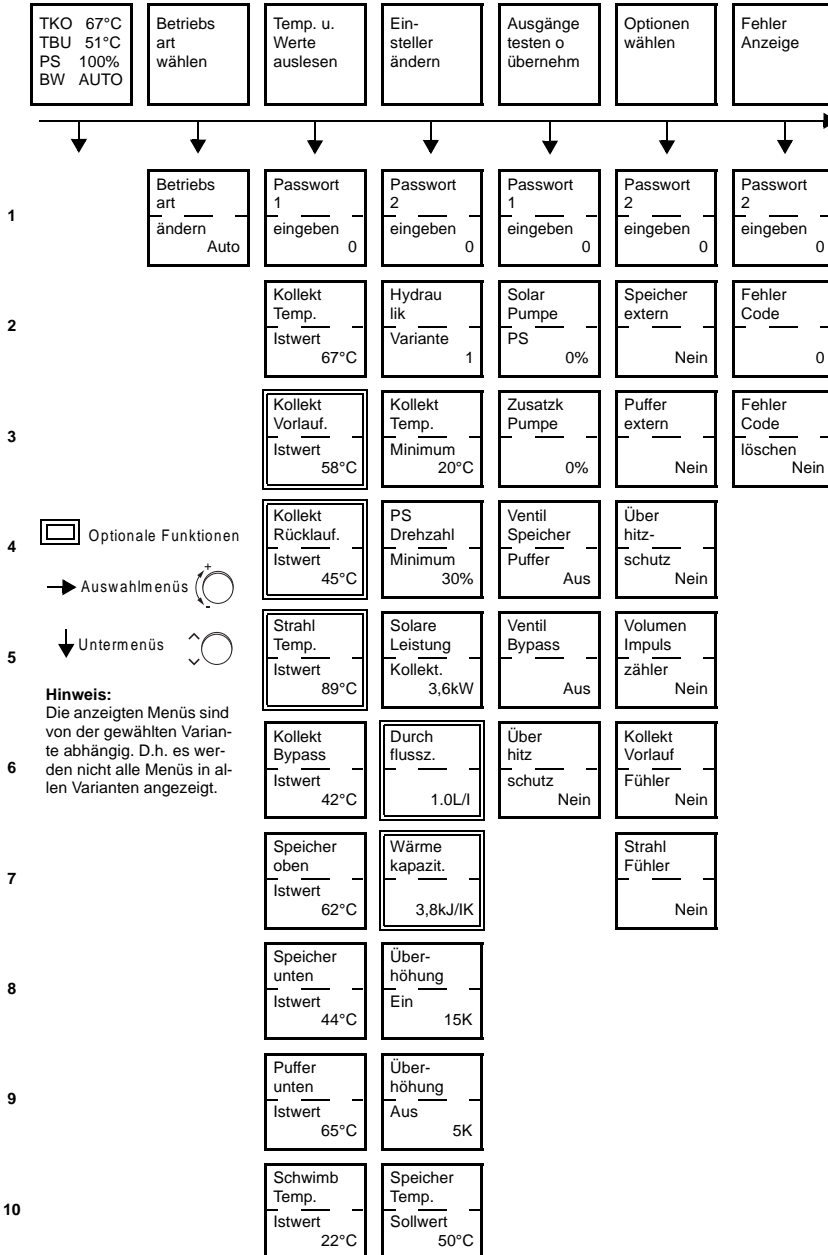 TKO 67°C
TBU 51°C
PS 100%
BW AUTO
Betriebs
art
wählen
Temp. u.
Werte
auslesen
Ein-
steller
ändern
Ausgänge
testen o
übernehm
Optionen
wählen
Fehler
Anzeige
1
Betriebs
art
ändern
Auto
Passwort
1
eingeben
0
Passwort
2
eingeben
0
Passwort
1
eingeben
0
Passwort
2
eingeben
0
Passwort
2
eingeben
0
2
Kollekt
Temp.
Istwert
67°C
Hydrau
lik
Variante
1
Solar
Pumpe
PS
0%
Speicher
extern
Nein
Fehler
Code
0
3
Kollekt
Vorlauf.
Istwert
58°C
Kollekt
Temp.
Minimum
20°C
Zusatzk
Pumpe
0%
Puffer
extern
Nein
Fehler
Code
löschen
Nein
4
Optionale Funktionen
Kollekt
Rücklauf.
Istwert
45°C
PS
Drehzahl
Minimum
30%
Ventil
Speicher
Puffer
Aus
Über
hitz-
schutz
Nein
+
Auswahlmenüs
-
5
Untermenüs
Strahl
Temp.
Istwert
89°C
Solare
Leistung
Kollekt.
3,6kW
Ventil
Bypass
Aus
Volumen
Impuls
zähler
Nein
Hinweis:
Die anzeigten Menüs sind
von der gewählten Varian-
te abhängig. D.h. es wer-
den nicht alle Menüs in al-
len Varianten angezeigt.
6
Kollekt
Bypass
Istwert
42°C
Durch
flussz.
1.0L/I
Über
hitz
schutz
Nein
Kollekt
Vorlauf
Fühler
Nein
7
Speicher
oben
Istwert
62°C
Wärme
kapazit.
3,8kJ/lK
Strahl
Fühler
Nein
8
Speicher
unten
Istwert
44°C
Über-
höhung
Ein
15K
9
Puffer
unten
Istwert
65°C
Über-
höhung
Aus
5K
10
Schwimb
Temp.
Istwert
22°C
Speicher
Temp.
Sollwert
50°C